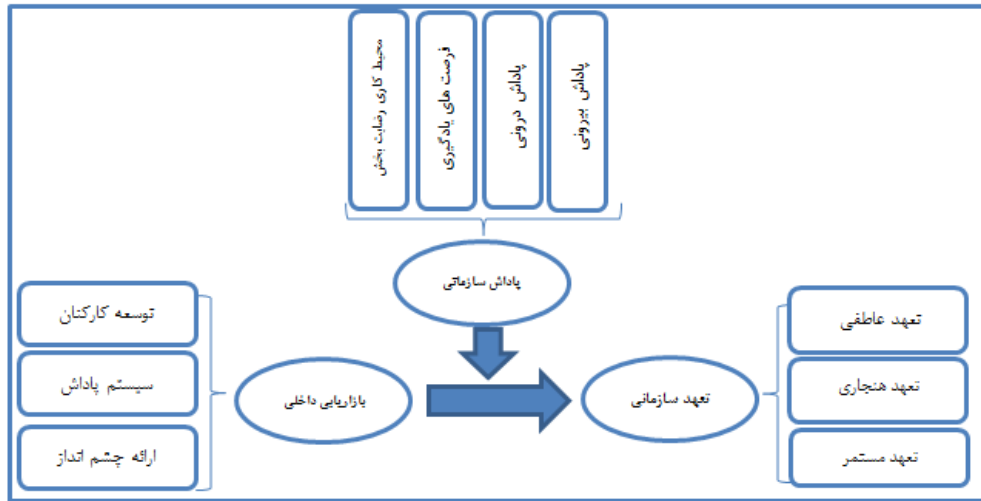 پاداش بیرونی
پاداش درونی
فرصت های یادگیری
محیط کاری رضایت بخش
پاداش سازمانی
تعهد عاطفی
تعهد هنجاری
تعهد مستمر
تعهد سازمانی
بازاریابی داخلی
توسعه کارکنان
سیستم پاداش
ارائه چشم انداز